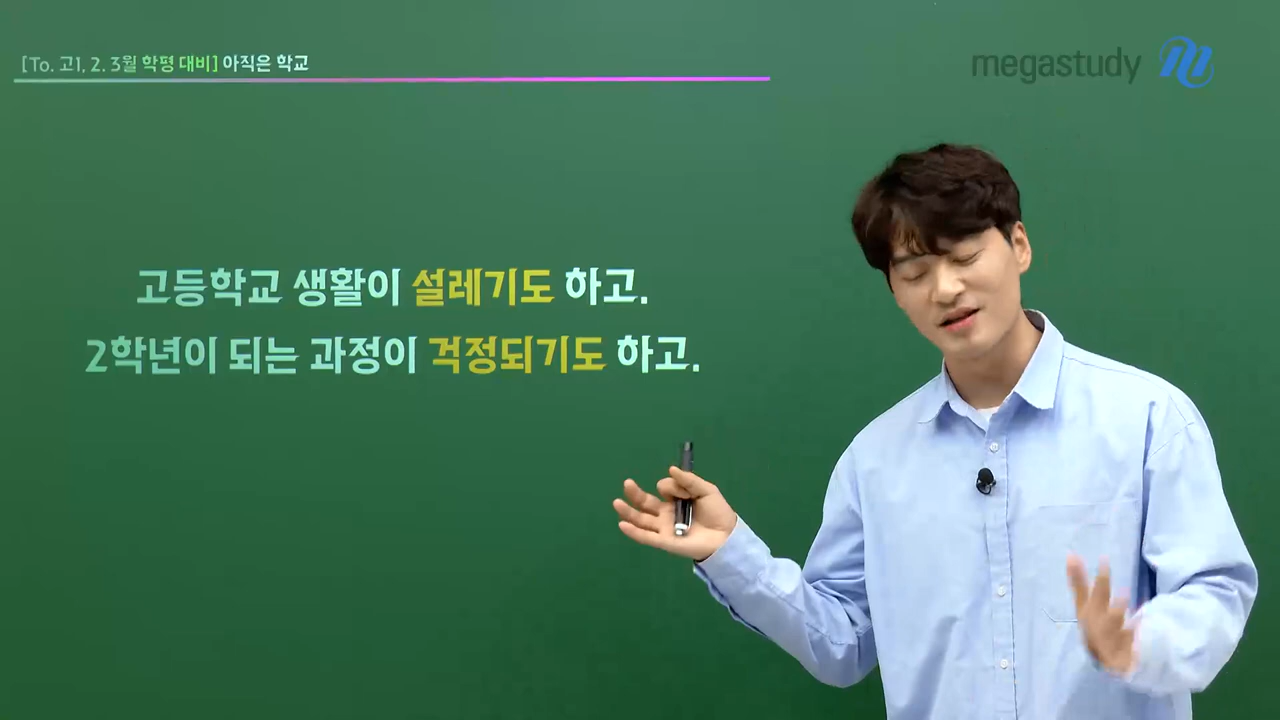 [To. 고1, 2. 3월 학평 대비] 아직은 학교
megastudy
고등학교 생활이 설레기도 하고.
2학년이 되는 과정이 걱정되기도 하고.